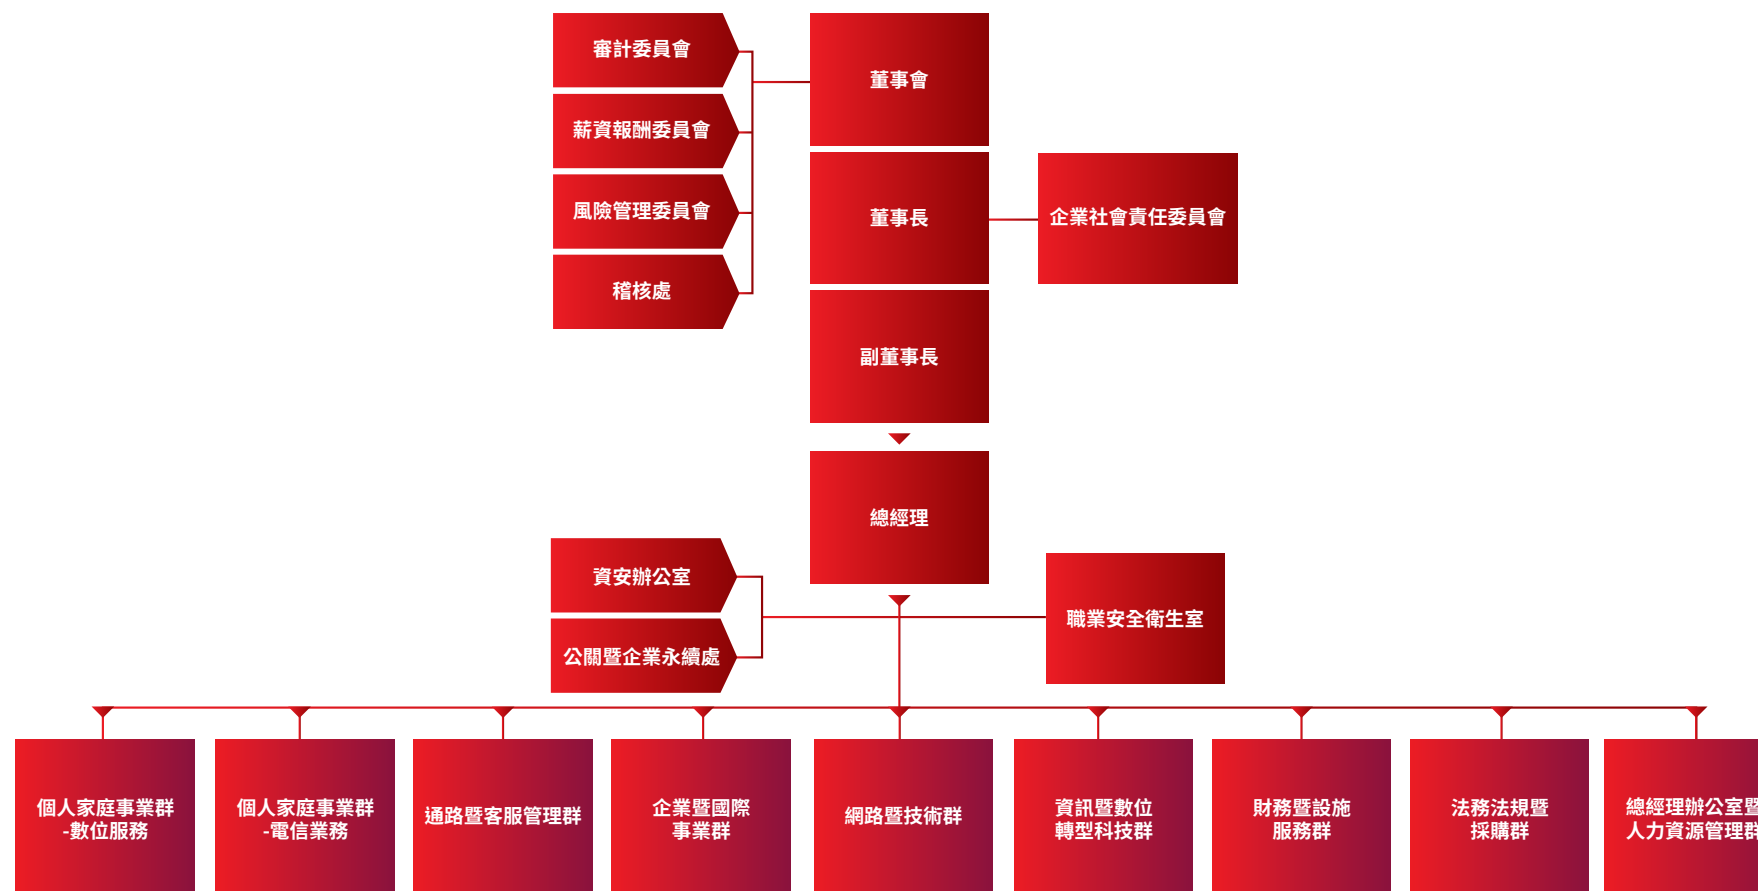 審計委員會
董事會
薪資報酬委員會
風險管理委員會
董事長
企業社會責任委員會
稽核處
副董事長
總經理
資安辦公室
職業安全衛生室
公關暨企業永續處
個人家庭事業群
-數位服務
個人家庭事業群
-電信業務
通路暨客服管理群
企業暨國際
事業群
網路暨技術群
資訊暨數位
轉型科技群
財務暨設施
服務群
法務法規暨
採購群
總經理辦公室暨
人力資源管理群